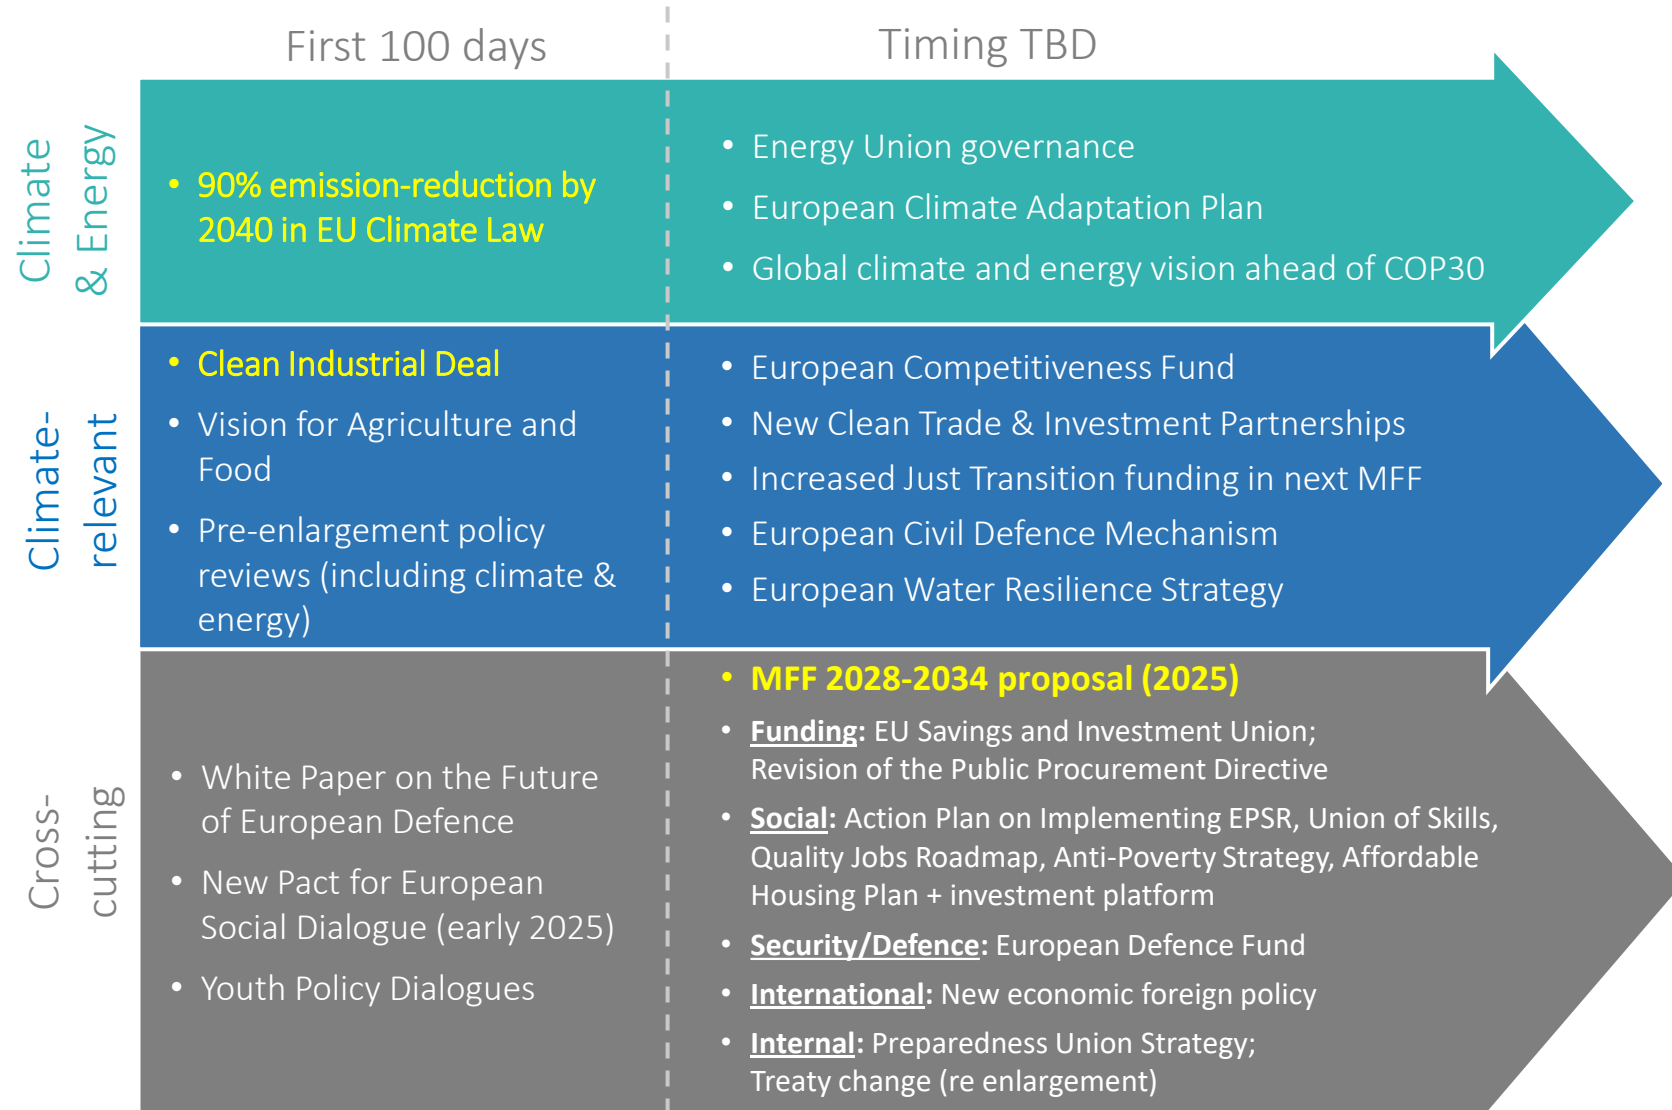 First 100 days
Timing TBD
Climate
& Energy
• 90% emission-reduction by
2040 in EU Climate Law
• Energy Union governance
• European Climate Adaptation Plan
• Global climate and energy vision ahead of COP30
Climate-
relevant
• Clean Industrial Deal
• Vision for Agriculture and
Food
• Pre-enlargement policy
reviews (including climate &
energy)
• European Competitiveness Fund
• New Clean Trade & Investment Partnerships
• Increased Just Transition funding in next MFF
• European Civil Defence Mechanism
• European Water Resilience Strategy
Cross-
cutting
• White Paper on the Future
of European Defence
• New Pact for European
Social Dialogue (early 2025)
• Youth Policy Dialogues
• MFF 2028-2034 proposal (2025)
• Funding: EU Savings and Investment Union;
Revision of the Public Procurement Directive
• Social: Action Plan on Implementing EPSR, Union of Skills,
Quality Jobs Roadmap, Anti-Poverty Strategy, Affordable
Housing Plan + investment platform
• Security/Defence: European Defence Fund
• International: New economic foreign policy
• Internal: Preparedness Union Strategy;
Treaty change (re enlargement)